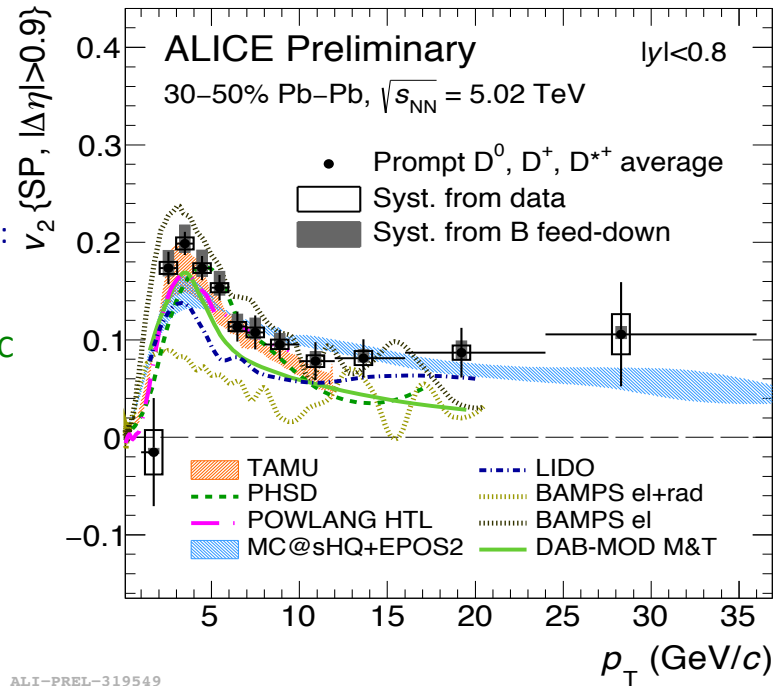 ALICE Preliminary
|y|<0.8
30–50% Pb–Pb, √s_NN = 5.02 TeV
Prompt D⁰, D⁺, D*⁺ average
Syst. from data
Syst. from B feed-down
v₂ {SP, |Δη|>0.9}
0.4
0.3
0.2
0.1
0
−0.1
:
C
TAMU
PHSD
POWLANG HTL
MC@sHQ+EPOS2
LIDO
BAMPS el+rad
BAMPS el
DAB-MOD M&T
5 10 15 20 25 30 35
p_T (GeV/c)
ALI-PREL-319549